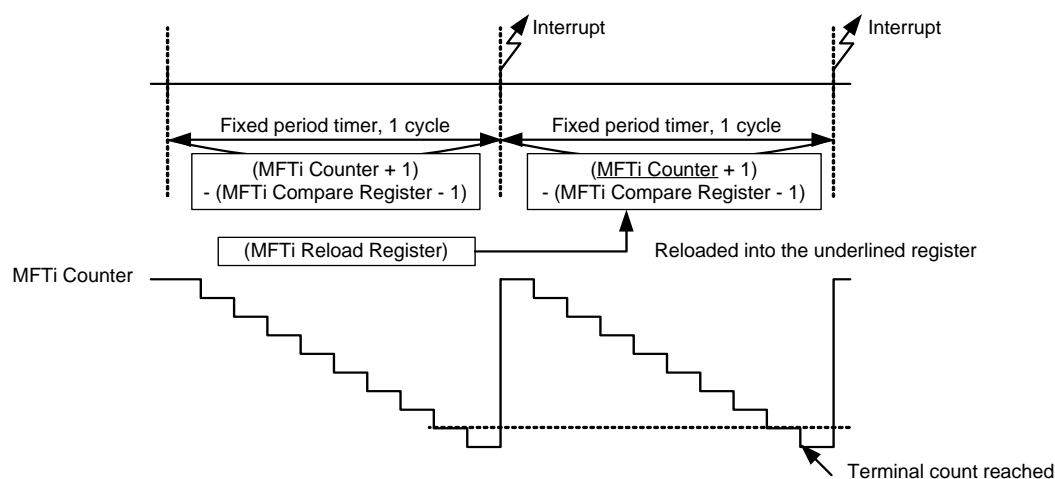 Interrupt
Interrupt
Fixed period timer, 1 cycle
Fixed period timer, 1 cycle
(MFTi Counter + 1)
- (MFTi Compare Register - 1)
(MFTi Counter + 1)
- (MFTi Compare Register - 1)
(MFTi Reload Register)
Reloaded into the underlined register
MFTi Counter
Terminal count reached